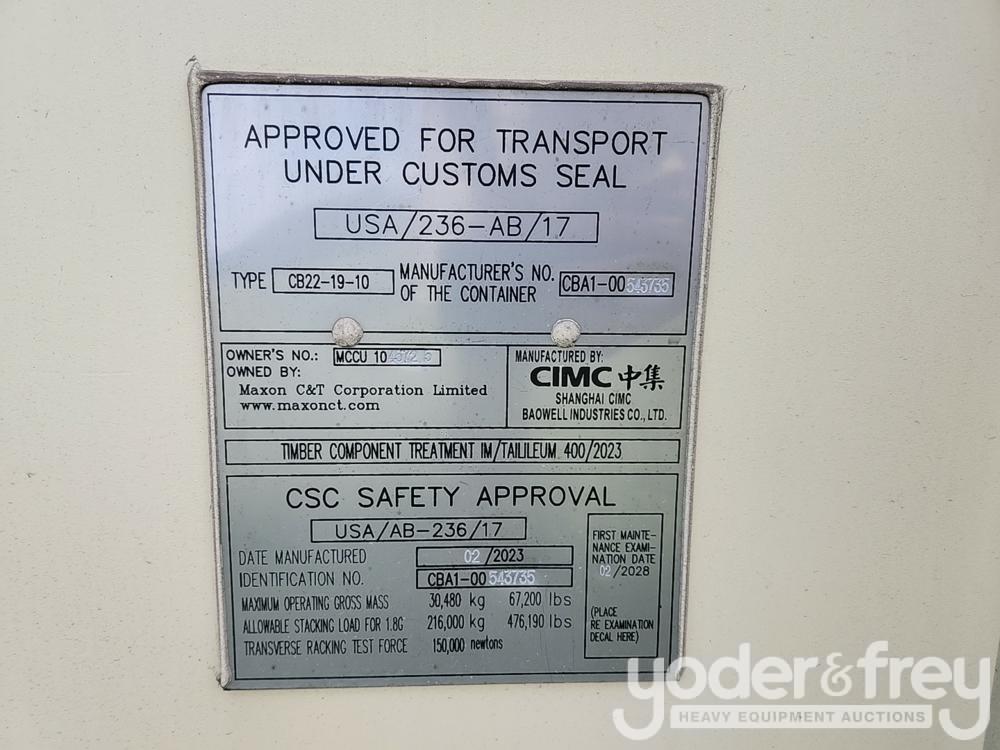 APPROVED FOR TRANSPORT
UNDER CUSTOMS SEAL
USA/236-AB/17
TYPE CB22-19-10 MANUFACTURER'S NO. OF THE CONTAINER CBA1-00543735
OWNER'S NO.: MCCU 10
OWNED BY:
Maxon C&T Corporation Limited
www.maxonct.com
MANUFACTURED BY:
CIMC 中集
SHANGHAI CIMC
BAOWELL INDUSTRIES CO., LTD.
TIMBER COMPONENT TREATMENT IM/TAILILEUM 400/2023
CSC SAFETY APPROVAL
USA/AB-236/17
DATE MANUFACTURED 02/2023
IDENTIFICATION NO. CBA1-00543735
MAXIMUM OPERATING GROSS MASS 30,480 kg 67,200 lbs
ALLOWABLE STACKING LOAD FOR 1.8G 216,000 kg 476,190 lbs
TRANSVERSE RACKING TEST FORCE 150,000 newtons
FIRST MAINTE-
NANCE EXAMI-
NATION DATE
02/2028
(PLACE
RE EXAMINATION
DECAL HERE)
yoder&frey
HEAVY EQUIPMENT AUCTIONS